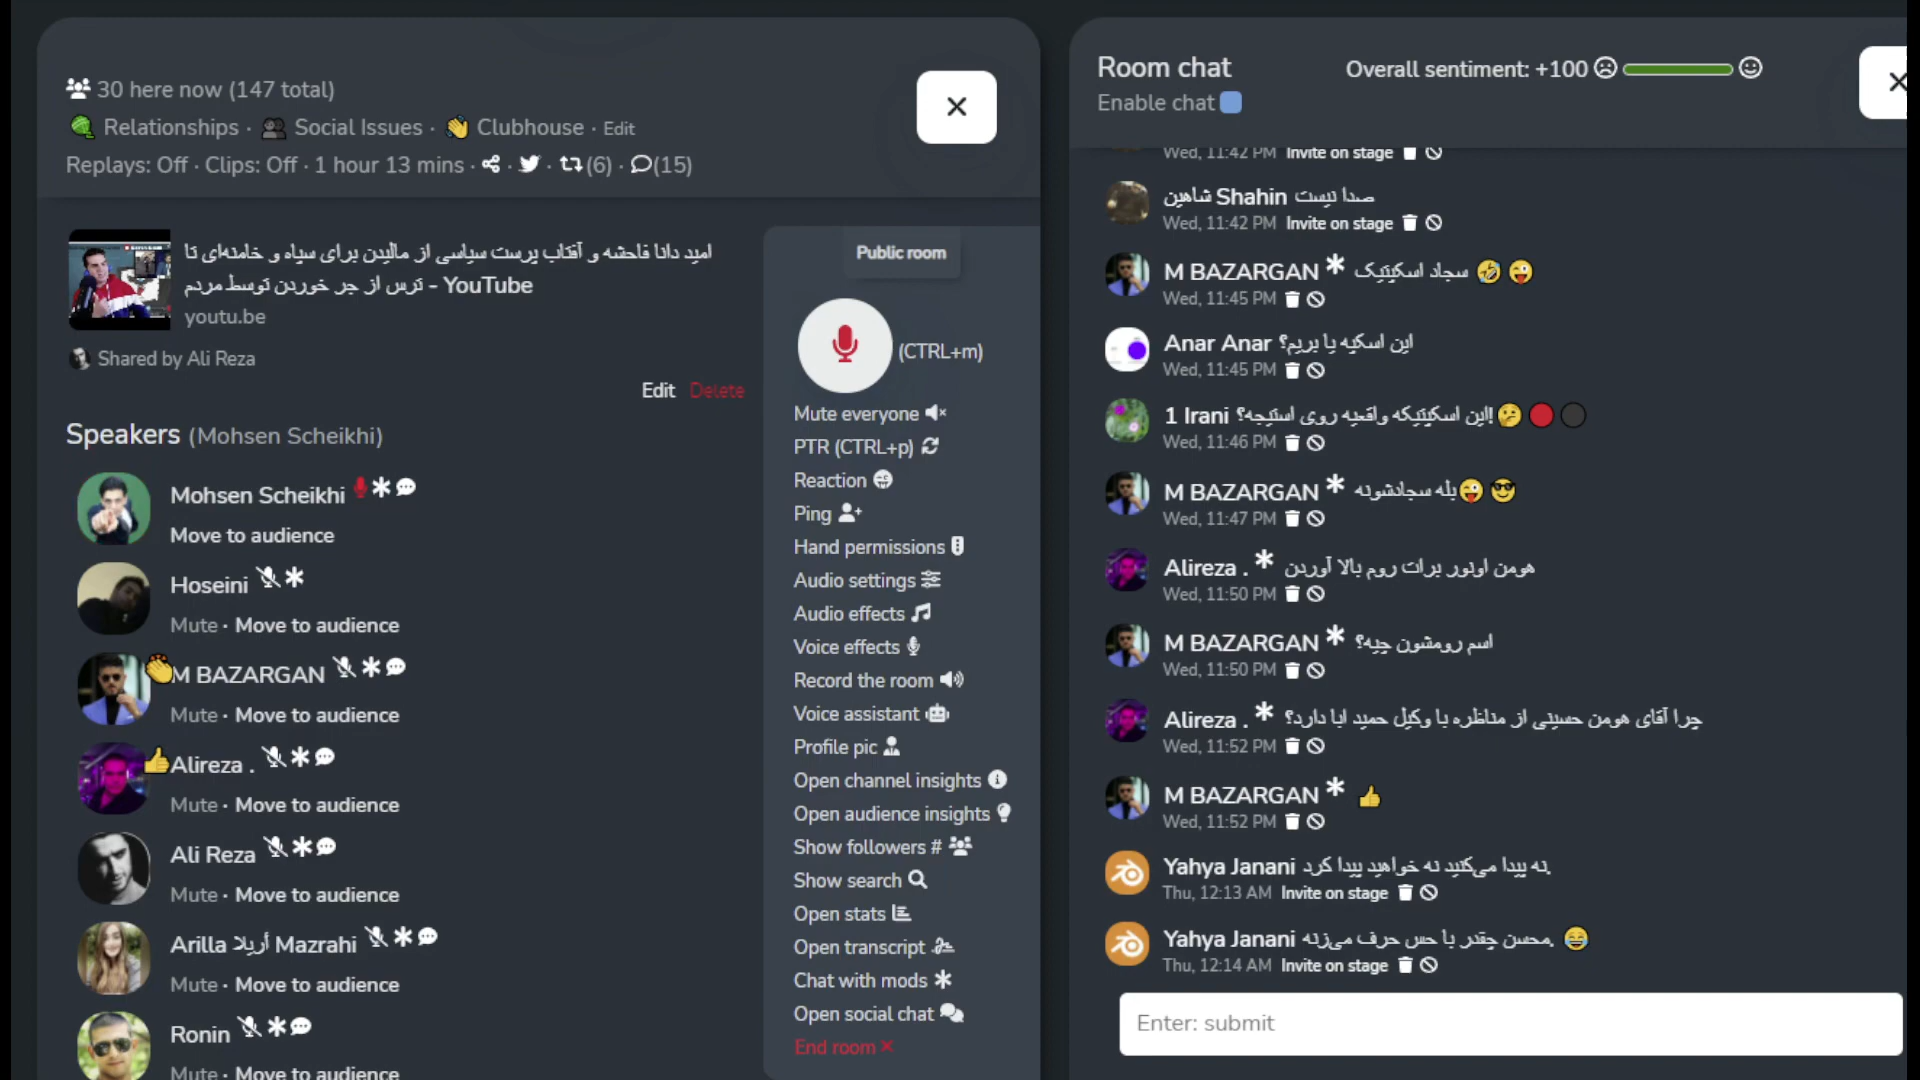 30 here now (147 total)
Relationships · Social Issues · Clubhouse · Edit
Replays: Off · Clips: Off · 1 hour 13 mins · · · (6) · (15)
امید دانا فاحشه و آفتاب پرست سیاسی از مالیدن برای سپاه و خامنه‌ای تا
ترس از جر خوردن توسط مردم - YouTube
youtu.be
Shared by Ali Reza
Edit Delete
Speakers (Mohsen Scheikhi)
Mohsen Scheikhi
Move to audience
Hoseini
Mute · Move to audience
M BAZARGAN
Mute · Move to audience
Alireza .
Mute · Move to audience
Ali Reza
Mute · Move to audience
Arilla آریلا Mazrahi
Mute · Move to audience
Ronin
Mute · Move to audience
Public room
(CTRL+m)
Mute everyone
PTR (CTRL+p)
Reaction
Ping
Hand permissions
Audio settings
Audio effects
Voice effects
Record the room
Voice assistant
Profile pic
Open channel insights
Open audience insights
Show followers #
Show search
Open stats
Open transcript
Chat with mods
Open social chat
End room
Room chat
Overall sentiment: +100
Enable chat
Wed, 11:42 PM Invite on stage
شاهین Shahin صدا نیست
Wed, 11:42 PM Invite on stage
M BAZARGAN سجاد اسکیتیک 🤣 😜
Wed, 11:45 PM
Anar Anar این اسکیه یا بریم؟
Wed, 11:45 PM
1 Irani این اسکیتیکه واقعیه روی استیجه؟! 🤔 🔴 ⚫
Wed, 11:46 PM
M BAZARGAN بله سجادشونه 😜 😎
Wed, 11:47 PM
Alireza . هومن اونور برات روم بالا آوردن
Wed, 11:50 PM
M BAZARGAN اسم رومشون چیه؟
Wed, 11:50 PM
Alireza . چرا آقای هومن حسینی از مناظره با وکیل حمید ابا دارد؟
Wed, 11:52 PM
M BAZARGAN 👍
Wed, 11:52 PM
Yahya Janani نه پیدا می‌کنید نه خواهید پیدا کرد.
Thu, 12:13 AM Invite on stage
Yahya Janani محسن چقدر با حس حرف می‌زنه. 😂
Thu, 12:14 AM Invite on stage
Enter: submit